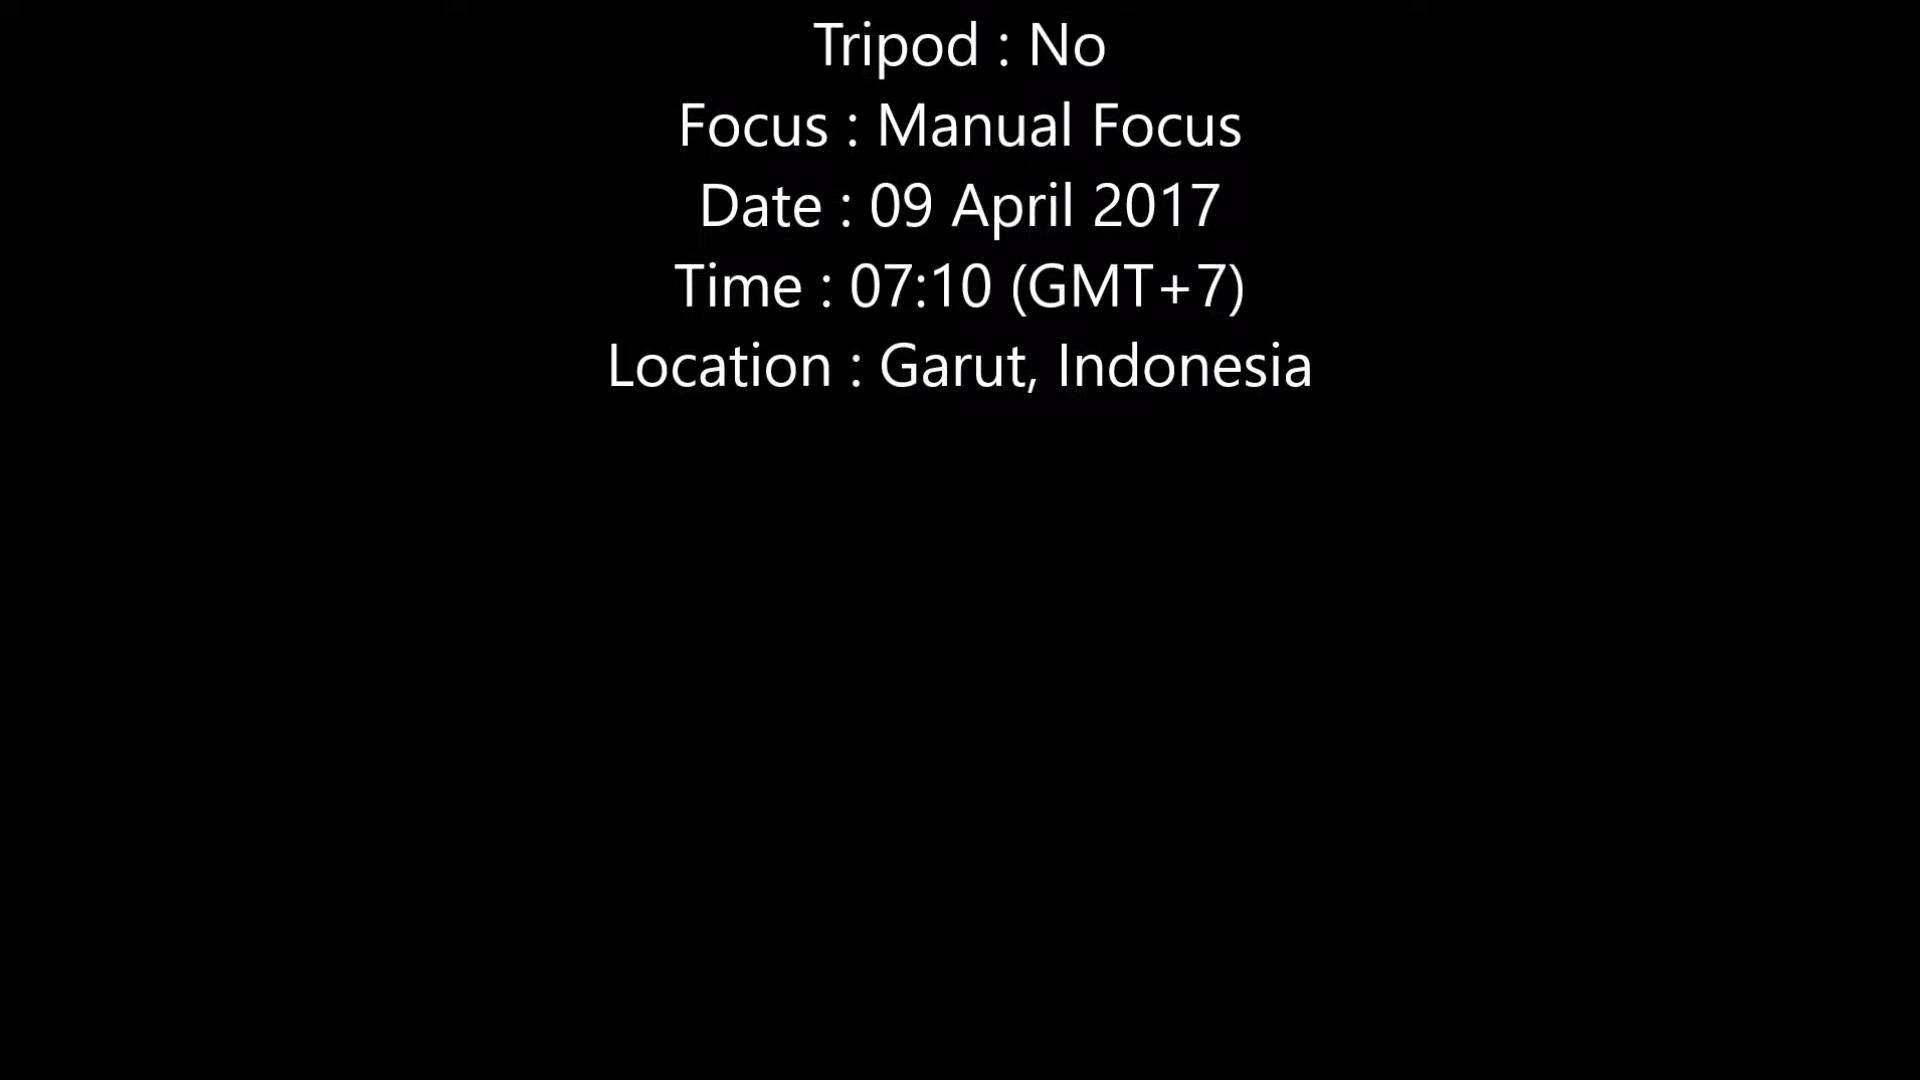 Tripod : No
Focus : Manual Focus
Date : 09 April 2017
Time : 07:10 (GMT+7)
Location : Garut, Indonesia